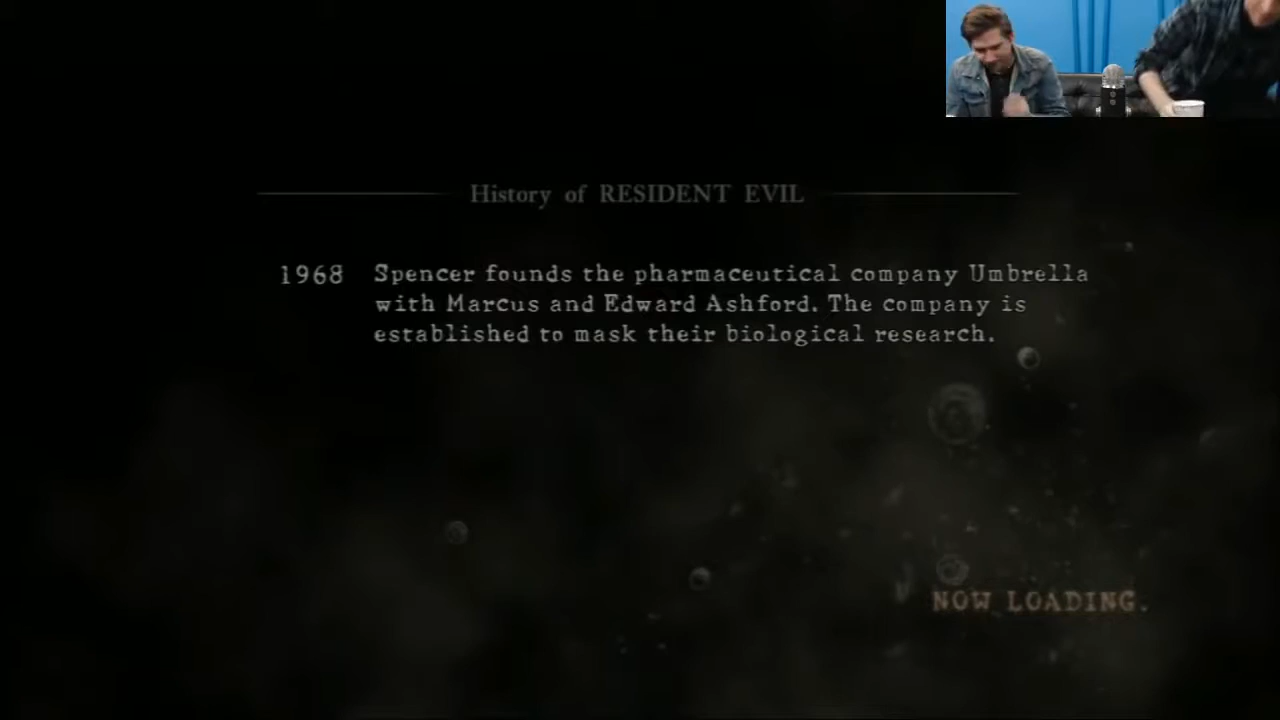 History of RESIDENT EVIL
1968 Spencer founds the pharmaceutical company Umbrella
with Marcus and Edward Ashford. The company is
established to mask their biological research.
NOW LOADING.